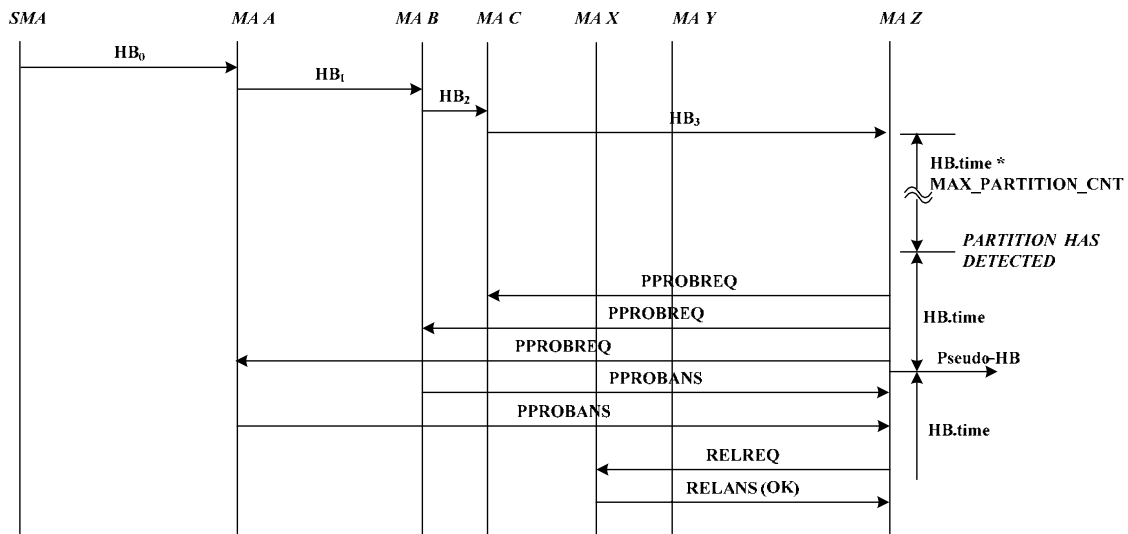 SMA MA A MA B MA C MA X MA Y MA Z
HB₀
HB₁
HB₂
HB₃
HB.time *
MAX_PARTITION_CNT
PARTITION HAS
DETECTED
PPROBREQ
PPROBREQ
HB.time
PPROBREQ
Pseudo-HB
PPROBANS
PPROBANS
HB.time
RELREQ
RELANS (OK)